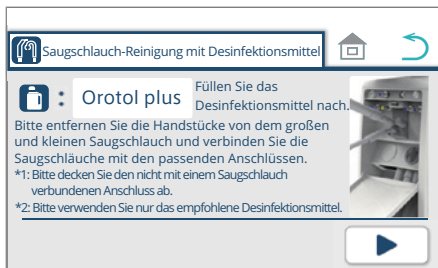 Saugschlauch-Reinigung mit Desinfektionsmittel
: Orotol plus
Füllen Sie das
Desinfektionsmittel nach.
Bitte entfernen Sie die Handstücke von dem großen
und kleinen Saugschlauch und verbinden Sie die
Saugschläuche mit den passenden Anschlüssen.
*1: Bitte decken Sie den nicht mit einem Saugschlauch
verbundenen Anschluss ab.
*2: Bitte verwenden Sie nur das empfohlene Desinfektionsmittel.